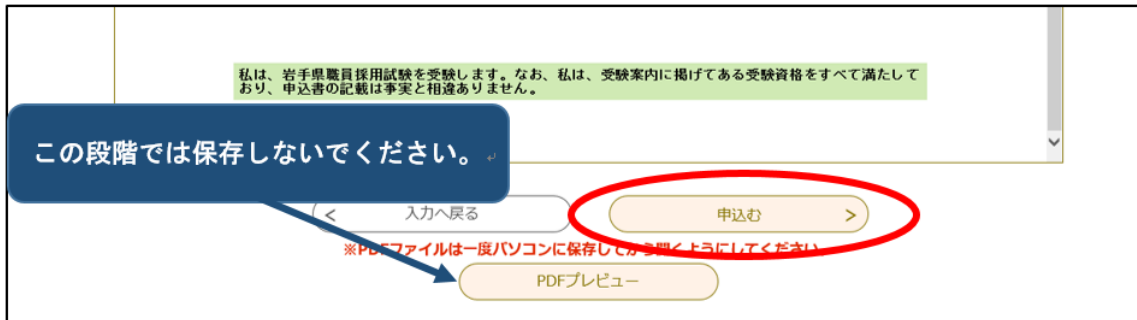 私は、岩手県職員採用試験を受験します。なお、私は、受験案内に掲げてある受験資格をすべて満たして
おり、申込書の記載は事実と相違ありません。
この段階では保存しないでください。
< 入力へ戻る
申込む >
※PDFファイルは一度パソコンに保存してから開くようにしてください。
PDFプレビュー